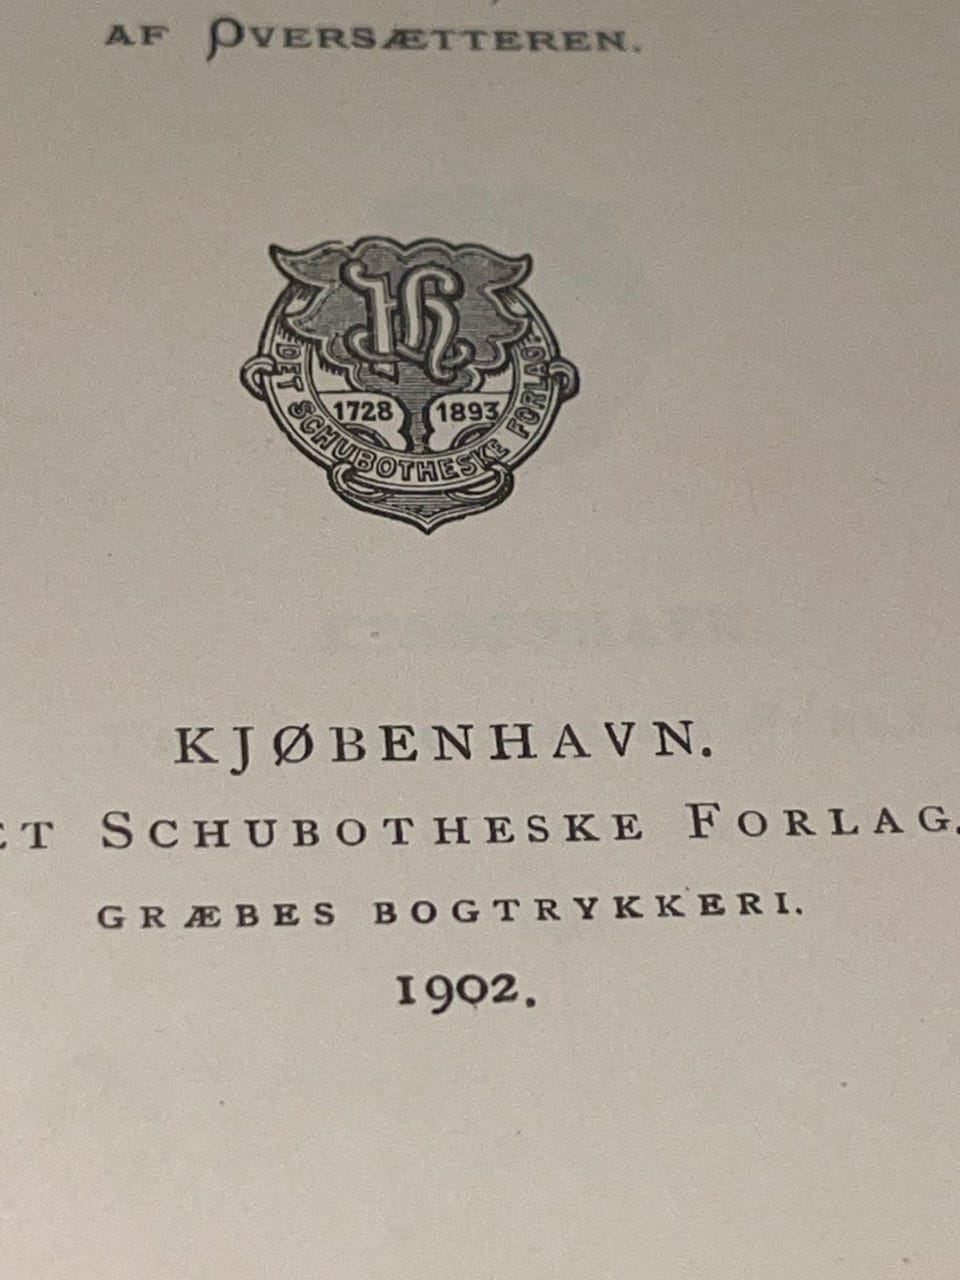 AF OVERSÆTTEREN.
1728 1893
DET SCHUBOTHESKE FORLAG
KJØBENHAVN.
ET SCHUBOTHESKE FORLAG.
GRÆBES BOGTRYKKERI.
1902.